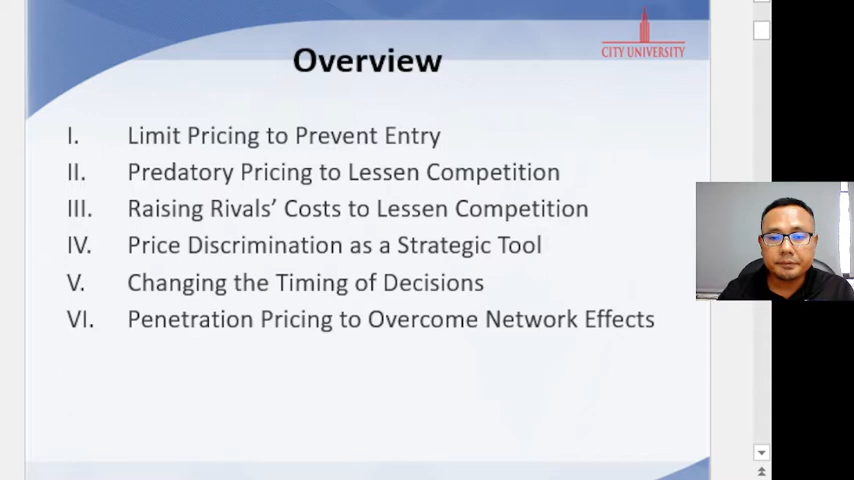 Overview
CITY UNIVERSITY
I. Limit Pricing to Prevent Entry
II. Predatory Pricing to Lessen Competition
III. Raising Rivals’ Costs to Lessen Competition
IV. Price Discrimination as a Strategic Tool
V. Changing the Timing of Decisions
VI. Penetration Pricing to Overcome Network Effects